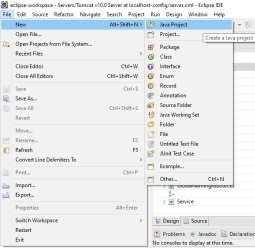 eclipse-workspace - Servers/Tomcat v10.0 Server at localhost-config/server.xml - Eclipse IDE
File Edit Source Refactor Navigate Search Project Run Design Window Help
New Alt+Shift+N >
Open File...
Open Projects from File System...
Recent Files >
Close Editor Ctrl+W
Close All Editors Ctrl+Shift+W
Save Ctrl+S
Save As...
Save All Ctrl+Shift+S
Revert
Move...
Rename... F2
Refresh F5
Convert Line Delimiters To >
Print... Ctrl+P
Import...
Export...
Properties Alt+Enter
Switch Workspace >
Restart
Exit
Java Project
Project...
Create a Java project
Package
Class
Interface
Enum
Record
Annotation
Source Folder
Java Working Set
Folder
File
Untitled Text File
JUnit Test Case
Example...
Other... Ctrl+N
Service
Design Source
Problems Javadoc Declaration
No consoles to display at this time.